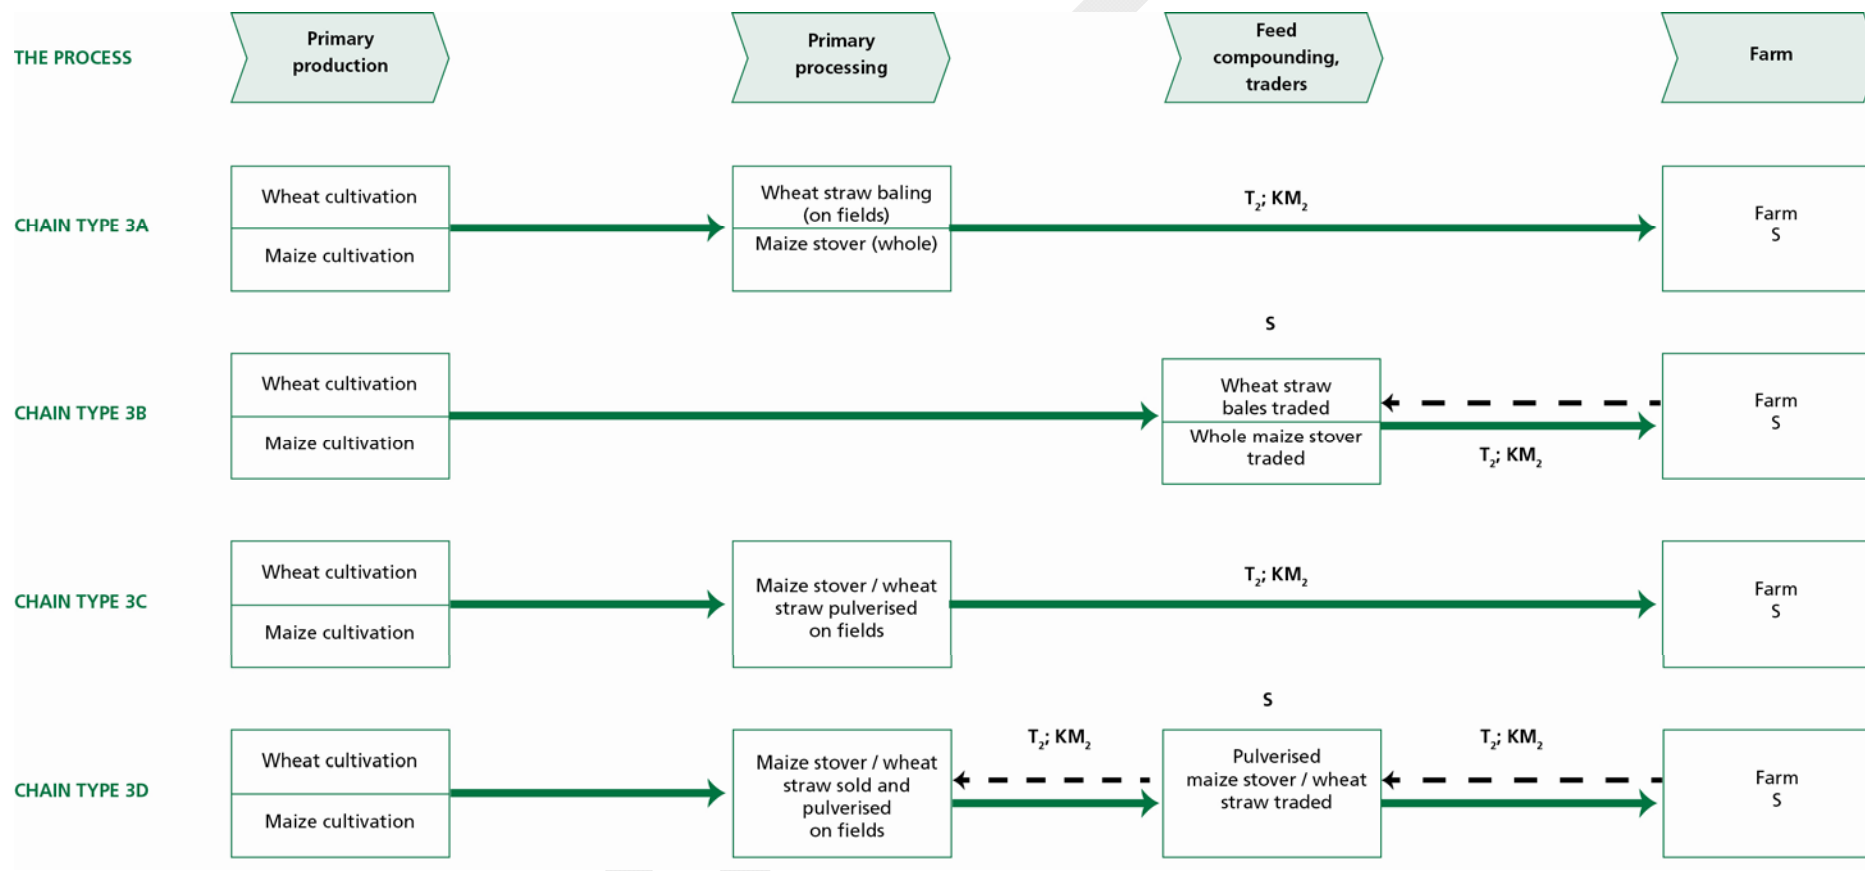 THE PROCESS
Primary
production
Primary
processing
Feed
compounding,
traders
Farm
CHAIN TYPE 3A
Wheat cultivation
Maize cultivation
Wheat straw baling
(on fields)
Maize stover (whole)
T₂; KM₂
Farm
S
CHAIN TYPE 3B
Wheat cultivation
Maize cultivation
S
Wheat straw
bales traded
Whole maize stover
traded
T₂; KM₂
Farm
S
CHAIN TYPE 3C
Wheat cultivation
Maize cultivation
Maize stover / wheat
straw pulverised
on fields
T₂; KM₂
Farm
S
CHAIN TYPE 3D
Wheat cultivation
Maize cultivation
Maize stover / wheat
straw sold and
pulverised
on fields
T₂; KM₂
S
Pulverised
maize stover / wheat
straw traded
T₂; KM₂
Farm
S